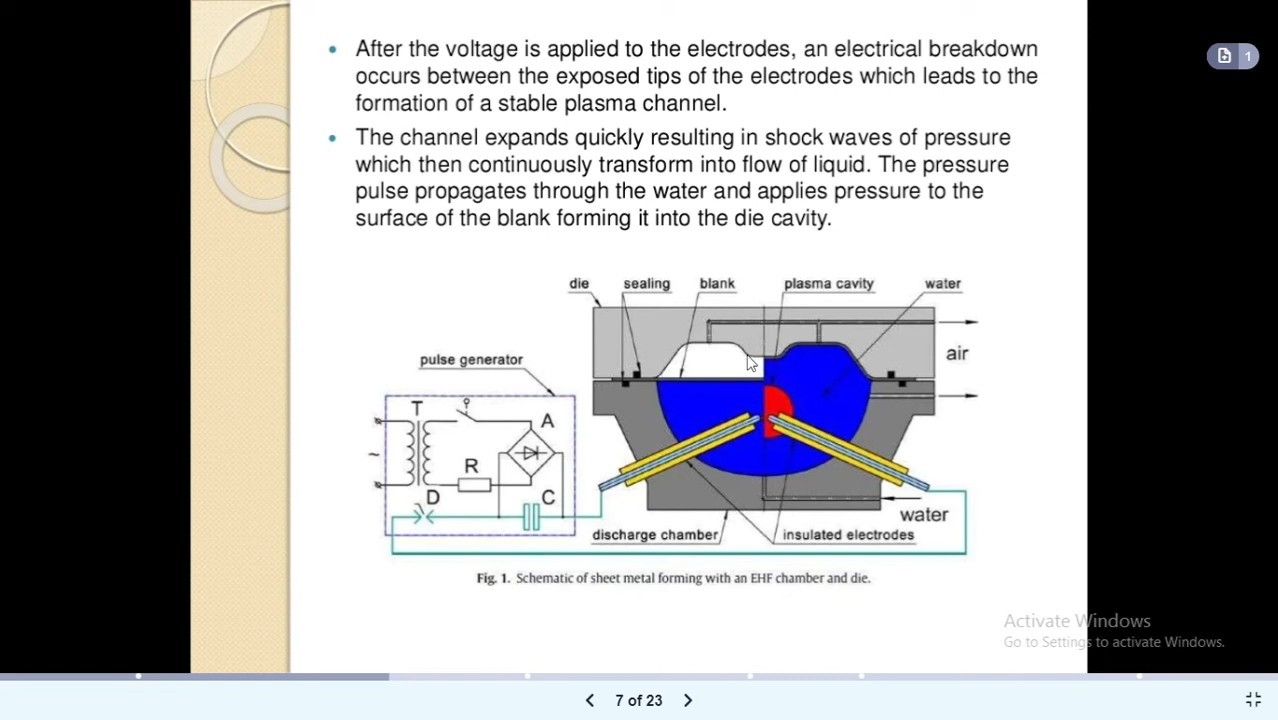 After the voltage is applied to the electrodes, an electrical breakdown
occurs between the exposed tips of the electrodes which leads to the
formation of a stable plasma channel.
The channel expands quickly resulting in shock waves of pressure
which then continuously transform into flow of liquid. The pressure
pulse propagates through the water and applies pressure to the
surface of the blank forming it into the die cavity.
1
die sealing blank plasma cavity water
air
pulse generator
T
A
R
D
C
water
discharge chamber
insulated electrodes
~
Fig. 1. Schematic of sheet metal forming with an EHF chamber and die.
Activate Windows
Go to Settings to activate Windows.
7 of 23